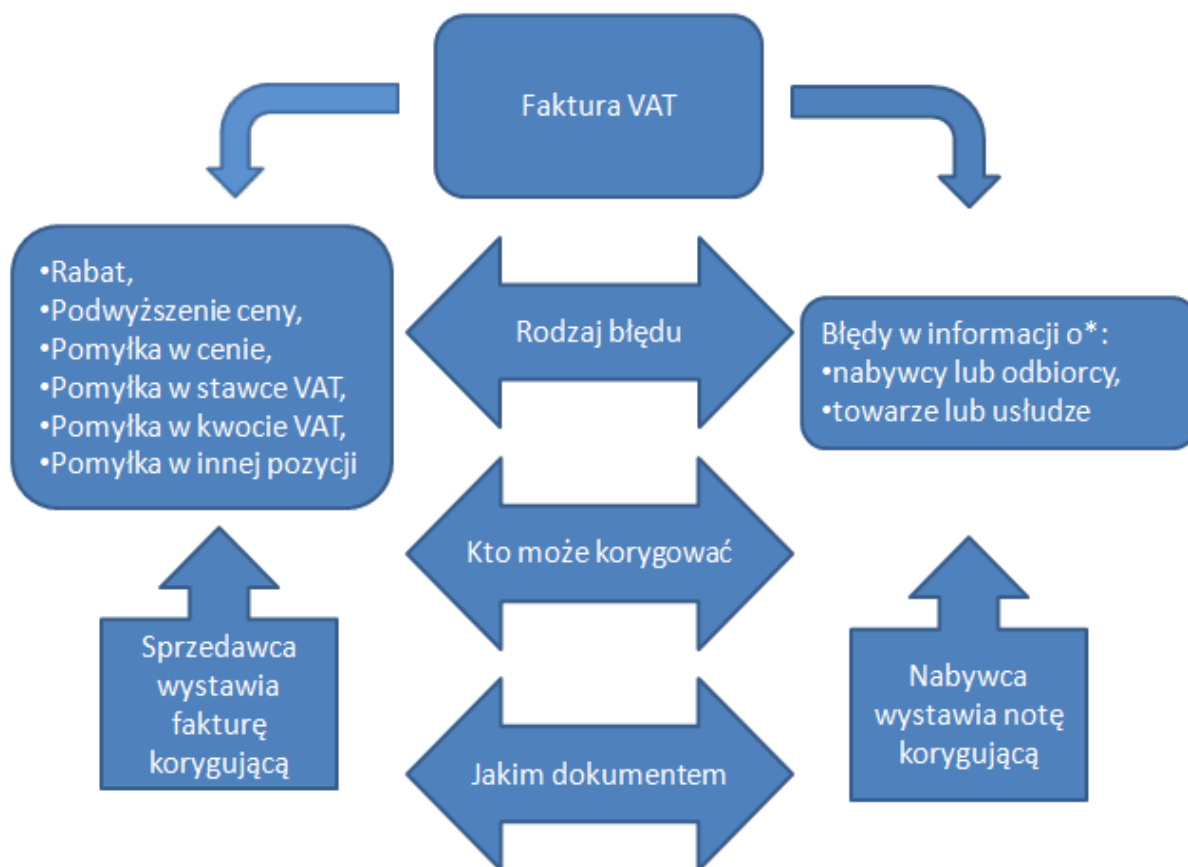 Faktura VAT
•Rabat,
•Podwyższenie ceny,
•Pomyłka w cenie,
•Pomyłka w stawce VAT,
•Pomyłka w kwocie VAT,
•Pomyłka w innej pozycji
Rodzaj błędu
Błędy w informacji o*:
•nabywcy lub odbiorcy,
•towarze lub usłudze
Kto może korygować
Sprzedawca
wystawia
fakturę
korygującą
Nabywca
wystawia notę
korygującą
Jakim dokumentem